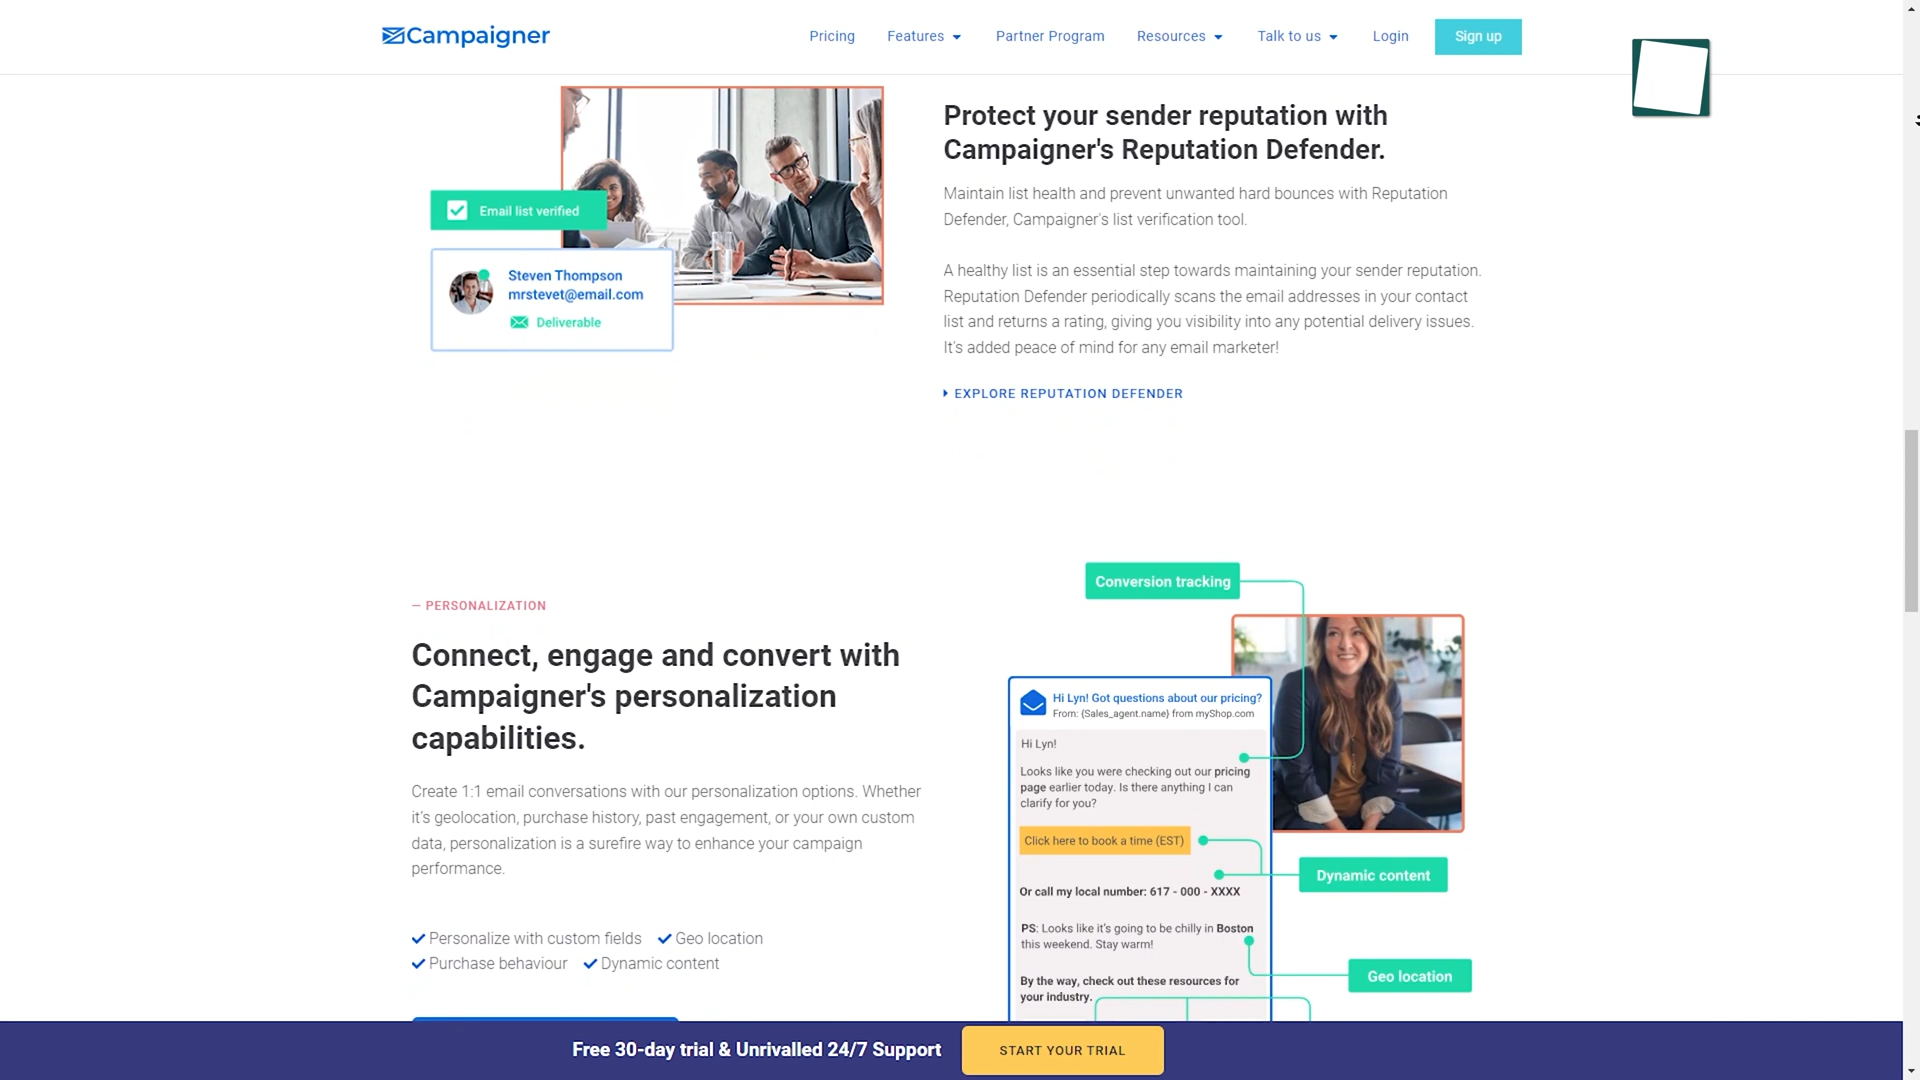 Campaigner
Pricing
Features
Partner Program
Resources
Talk to us
Login
Sign up
Email list verified
Steven Thompson
mrstevet@email.com
Deliverable
Protect your sender reputation with
Campaigner's Reputation Defender.
Maintain list health and prevent unwanted hard bounces with Reputation
Defender, Campaigner's list verification tool.
A healthy list is an essential step towards maintaining your sender reputation.
Reputation Defender periodically scans the email addresses in your contact
list and returns a rating, giving you visibility into any potential delivery issues.
It's added peace of mind for any email marketer!
EXPLORE REPUTATION DEFENDER
— PERSONALIZATION
Connect, engage and convert with
Campaigner's personalization
capabilities.
Create 1:1 email conversations with our personalization options. Whether
it's geolocation, purchase history, past engagement, or your own custom
data, personalization is a surefire way to enhance your campaign
performance.
Personalize with custom fields
Geo location
Purchase behaviour
Dynamic content
Conversion tracking
Hi Lyn! Got questions about our pricing?
From: {Sales_agent.name} from myShop.com
Hi Lyn!
Looks like you were checking out our pricing
page earlier today. Is there anything I can
clarify for you?
Click here to book a time (EST)
Dynamic content
Or call my local number: 617 - 000 - XXXX
PS: Looks like it's going to be chilly in Boston
this weekend. Stay warm!
Geo location
By the way, check out these resources for
your industry.
Free 30-day trial & Unrivalled 24/7 Support
START YOUR TRIAL